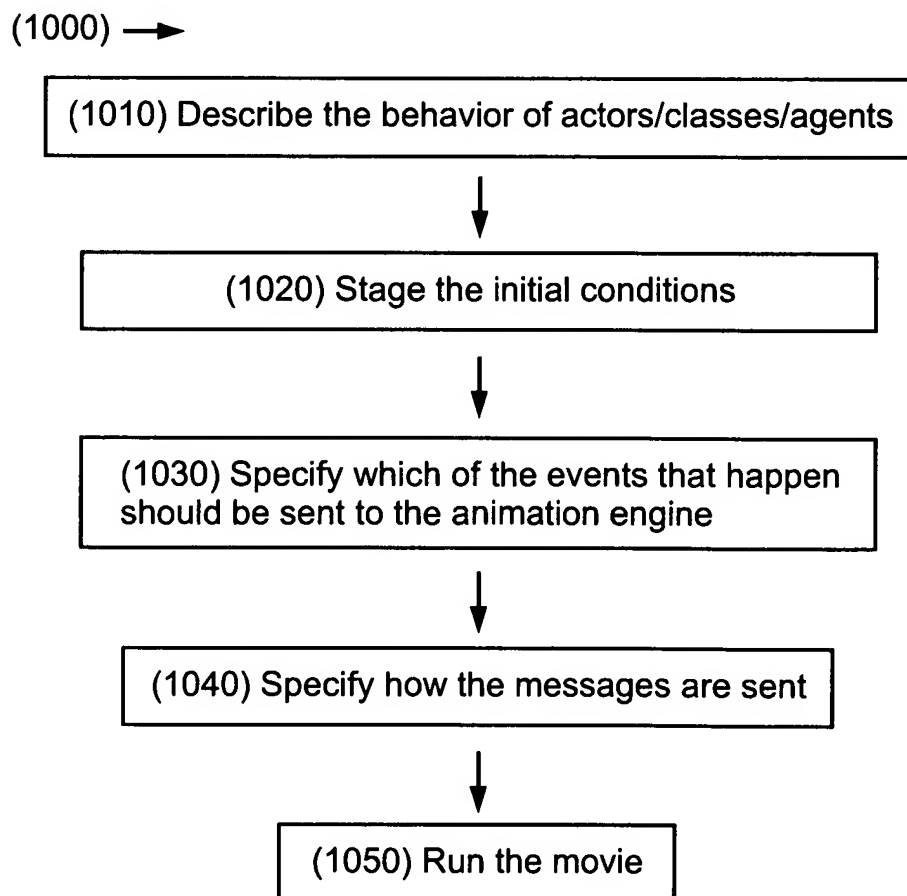 (1000)
(1010) Describe the behavior of actors/classes/agents
(1020) Stage the initial conditions
(1030) Specify which of the events that happen
should be sent to the animation engine
(1040) Specify how the messages are sent
(1050) Run the movie